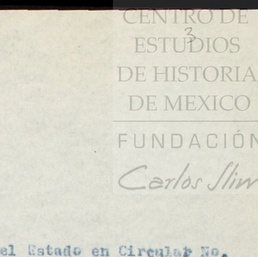 CENTRO DE
3
ESTUDIOS
DE HISTORIA
DE MEXICO
FUNDACIÓN
Carlos Slim
el Estado en Circular No.